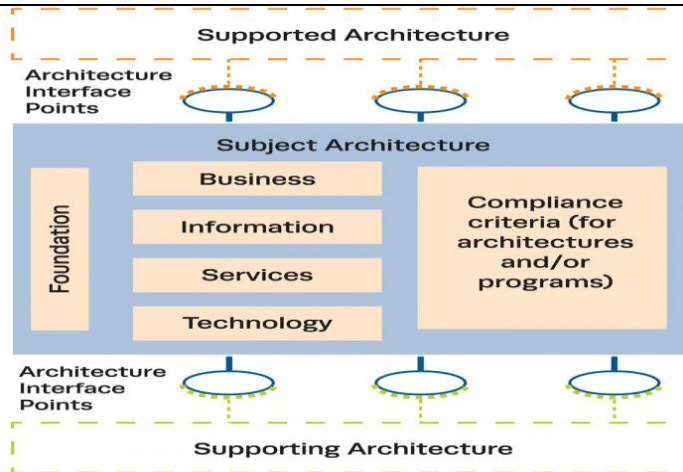 Supported Architecture
Architecture
Interface
Points
Subject Architecture
Foundation
Business
Information
Services
Technology
Compliance
criteria (for
architectures
and/or
programs)
Architecture
Interface
Points
Supporting Architecture